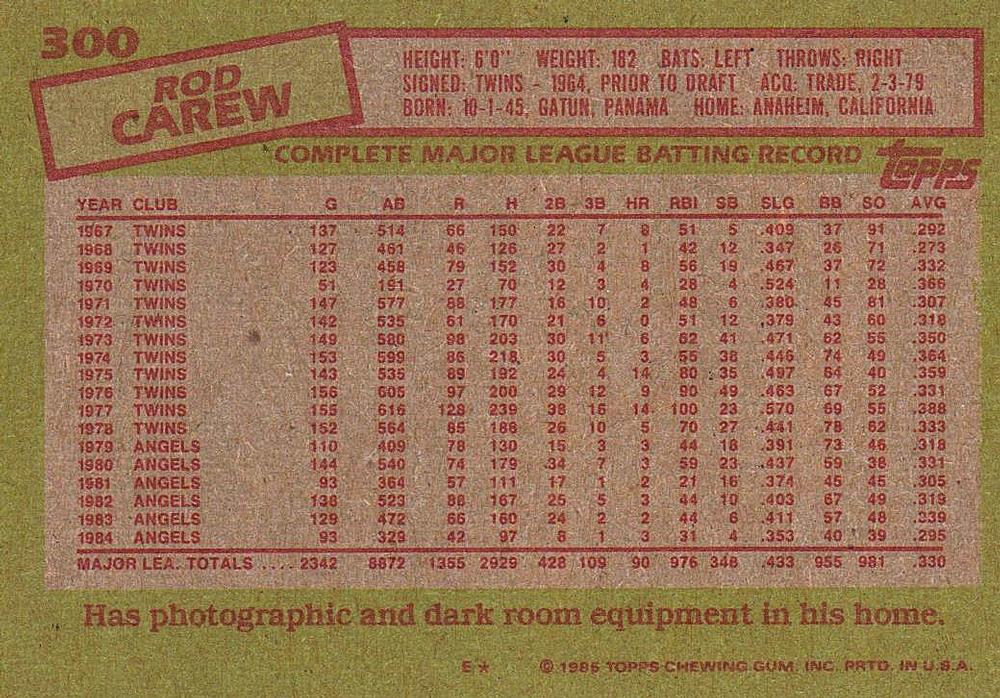 300
ROD
CAREW
HEIGHT: 6'0" WEIGHT: 182 BATS: LEFT THROWS: RIGHT
SIGNED: TWINS - 1964, PRIOR TO DRAFT ACQ: TRADE, 2-3-79
BORN: 10-1-45, GATUN, PANAMA HOME: ANAHEIM, CALIFORNIA
COMPLETE MAJOR LEAGUE BATTING RECORD TOPPS
YEAR CLUB G AB R H 2B 3B HR RBI SB SLG BB SO AVG
1967 TWINS 137 514 66 150 22 7 8 51 5 .409 37 91 .292
1968 TWINS 127 461 46 126 27 2 1 42 12 .347 26 71 .273
1969 TWINS 123 458 79 152 30 4 8 56 19 .467 37 72 .332
1970 TWINS 51 191 27 70 12 3 4 28 4 .524 11 28 .366
1971 TWINS 147 577 88 177 16 10 2 48 6 .380 45 81 .307
1972 TWINS 142 535 61 170 21 6 0 51 12 .379 43 60 .318
1973 TWINS 149 580 98 203 30 11 6 62 41 .471 62 55 .350
1974 TWINS 153 599 86 218 30 5 3 55 38 .446 74 49 .364
1975 TWINS 143 535 89 192 24 4 14 80 35 .497 64 40 .359
1976 TWINS 156 605 97 200 29 12 9 90 49 .463 67 52 .331
1977 TWINS 155 616 128 239 38 16 14 100 23 .570 69 55 .388
1978 TWINS 152 564 85 188 26 10 5 70 27 .441 78 62 .333
1979 ANGELS 110 409 78 130 15 3 3 44 18 .391 73 46 .318
1980 ANGELS 144 540 74 179 34 7 3 59 23 .437 59 38 .331
1981 ANGELS 93 364 57 111 17 1 2 21 16 .374 45 45 .305
1982 ANGELS 138 523 88 167 25 5 3 44 10 .403 67 49 .319
1983 ANGELS 129 472 66 160 24 2 2 44 6 .411 57 48 .339
1984 ANGELS 93 329 42 97 8 1 3 31 4 .353 40 39 .295
MAJOR LEA. TOTALS .... 2342 8872 1355 2929 428 109 90 976 348 .433 955 981 .330
Has photographic and dark room equipment in his home.
E★ © 1985 TOPPS CHEWING GUM, INC. PRTD. IN U.S.A.